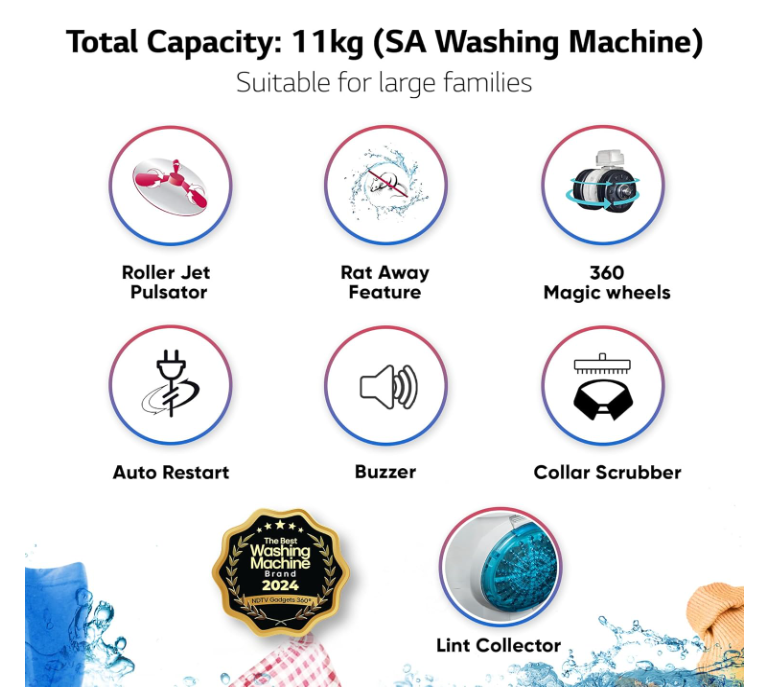 Total Capacity: 11kg (SA Washing Machine)
Suitable for large families
Roller Jet
Pulsator
Rat Away
Feature
360
Magic wheels
Auto Restart
Buzzer
Collar Scrubber
The Best
Washing
Machine
Brand
2024
NDTV Gadgets 360°
Lint Collector